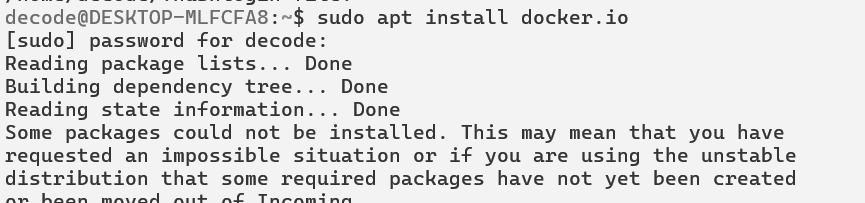 decode@DESKTOP-MLFCFA8:~$ sudo apt install docker.io
[sudo] password for decode:
Reading package lists... Done
Building dependency tree... Done
Reading state information... Done
Some packages could not be installed. This may mean that you have
requested an impossible situation or if you are using the unstable
distribution that some required packages have not yet been created
or been moved out of Incoming.